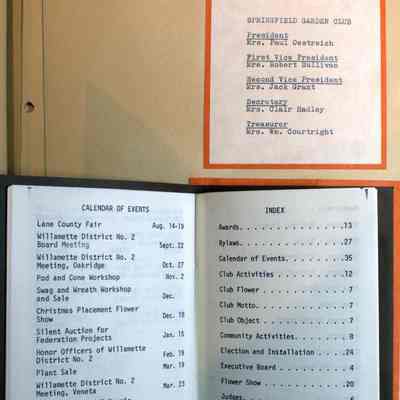 SPRINGFIELD GARDEN CLUB
President
Mrs. Paul Oestreich
First Vice President
Mrs. Robert Sullivan
Second Vice President
Mrs. Jack Grant
Secretary
Mrs. Clair Hadley
Treasurer
Mrs. Wm. Courtright
CALENDAR OF EVENTS
Lane County Fair Aug. 14-19
Willamette District No. 2
Board Meeting Sept. 22
Willamette District No. 2
Meeting, Oakridge Oct. 27
Pod and Cone Workshop Nov. 2
Swag and Wreath Workshop
and Sale Dec.
Christmas Placement Flower
Show Dec. 10
Silent Auction for
Federation Projects Jan. 15
Honor Officers of Willamette
District No. 2 Feb. 19
Plant Sale Mar. 19
Willamette District No. 2
Meeting, Veneta Mar. 23
INDEX
Awards. . . . . . . . . . . . .13
Bylaws. . . . . . . . . . . . .27
Calendar of Events. . . . . . .35
Club Activities . . . . . . . .12
Club Flower . . . . . . . . . . 7
Club Motto. . . . . . . . . . . 7
Club Object . . . . . . . . . . 7
Community Activities. . . . . . 8
Election and Installation . . .24
Executive Board . . . . . . . . 4
Flower Show . . . . . . . . . .20
Judges. . . . . . . . . . . . . 6